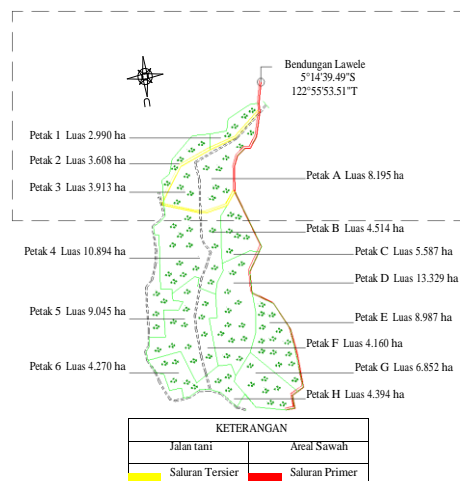 Bendungan Lawele
5°14'39.49"S
122°55'53.51"T
Petak 1 Luas 2.990 ha
Petak 2 Luas 3.608 ha
Petak 3 Luas 3.913 ha
Petak A Luas 8.195 ha
Petak B Luas 4.514 ha
Petak 4 Luas 10.894 ha
Petak C Luas 5.587 ha
Petak D Luas 13.329 ha
Petak 5 Luas 9.045 ha
Petak E Luas 8.987 ha
Petak F Luas 4.160 ha
Petak 6 Luas 4.270 ha
Petak G Luas 6.852 ha
Petak H Luas 4.394 ha
KETERANGAN
Jalan tani Areal Sawah
Saluran Tersier Saluran Primer